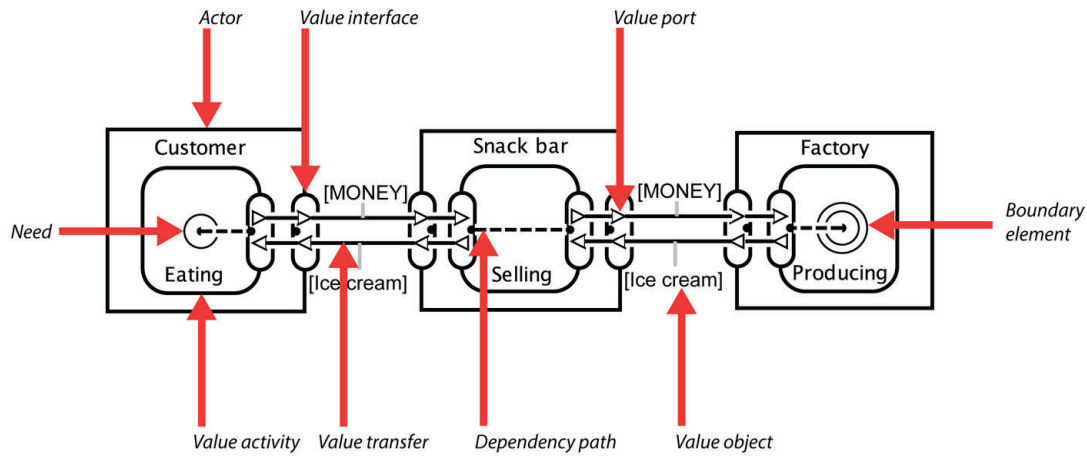 Actor
Value interface
Value port
Customer
Snack bar
Factory
[MONEY]
[MONEY]
Need
Boundary
element
Eating
[Ice cream]
Selling
[Ice cream]
Producing
Value activity
Value transfer
Dependency path
Value object